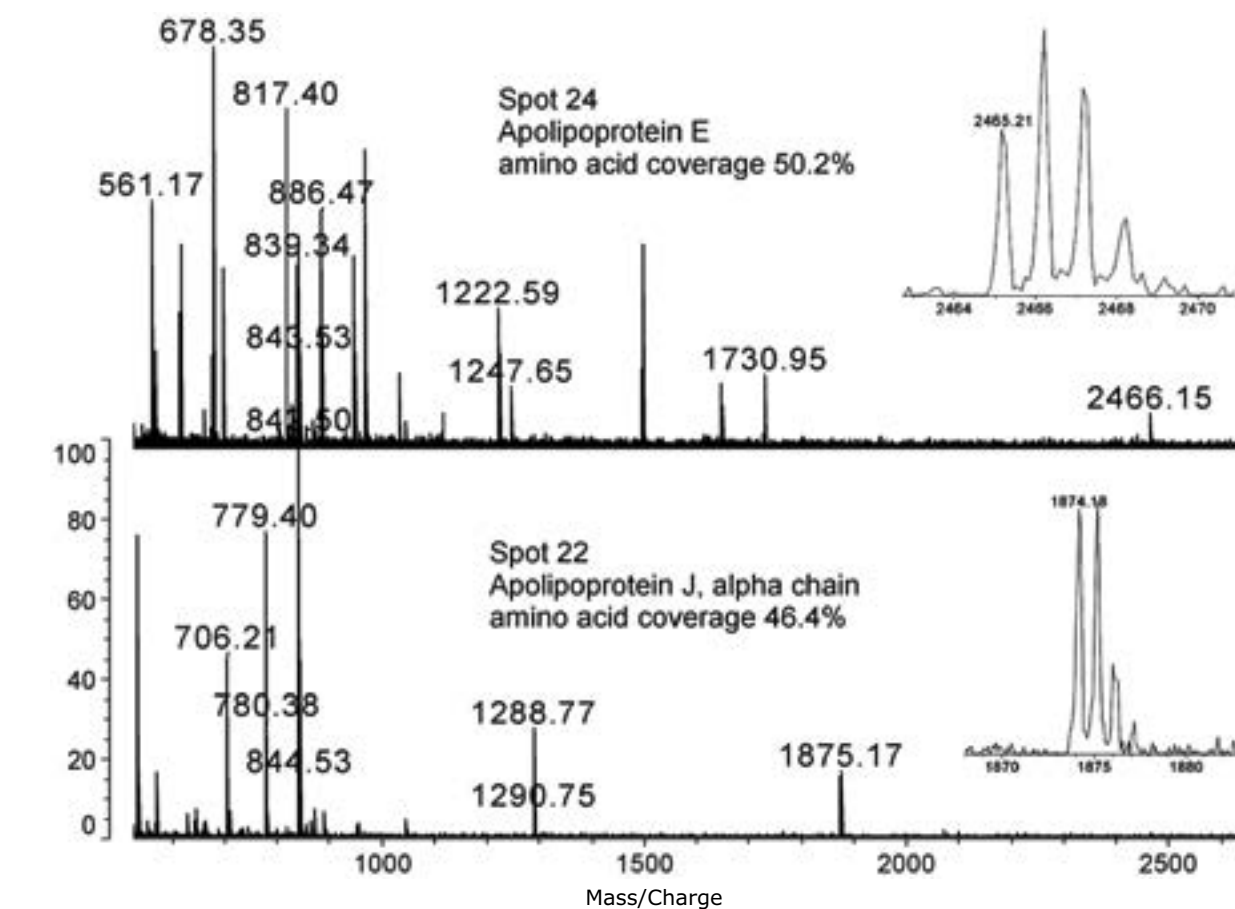 678.35
817.40
561.17
886.47
839.34
843.53
841.50
1222.59
1247.65
1730.95
2466.15
Spot 24
Apolipoprotein E
amino acid coverage 50.2%
2465.21
2464 2466 2468 2470
100
80
60
40
20
0
779.40
706.21
780.38
844.53
1288.77
1290.75
1875.17
Spot 22
Apolipoprotein J, alpha chain
amino acid coverage 46.4%
1874.18
1870 1875 1880
1000 1500 2000 2500
Mass/Charge